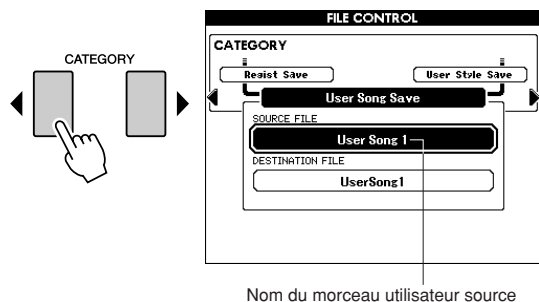 FILE CONTROL
CATEGORY
CATEGORY
Regist Save
User Style Save
User Song Save
SOURCE FILE
User Song 1
DESTINATION FILE
UserSong1
Nom du morceau utilisateur source